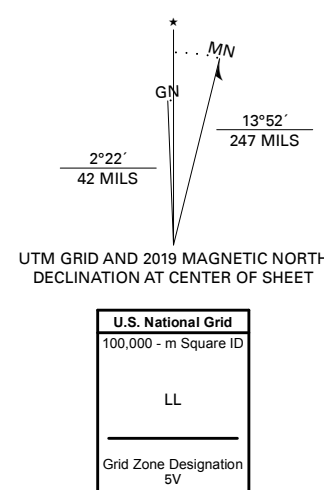 ★
MN
GN
13°52´
247 MILS
2°22´
42 MILS
UTM GRID AND 2019 MAGNETIC NORTH
DECLINATION AT CENTER OF SHEET
U.S. National Grid
100,000 - m Square ID
LL
Grid Zone Designation
5V